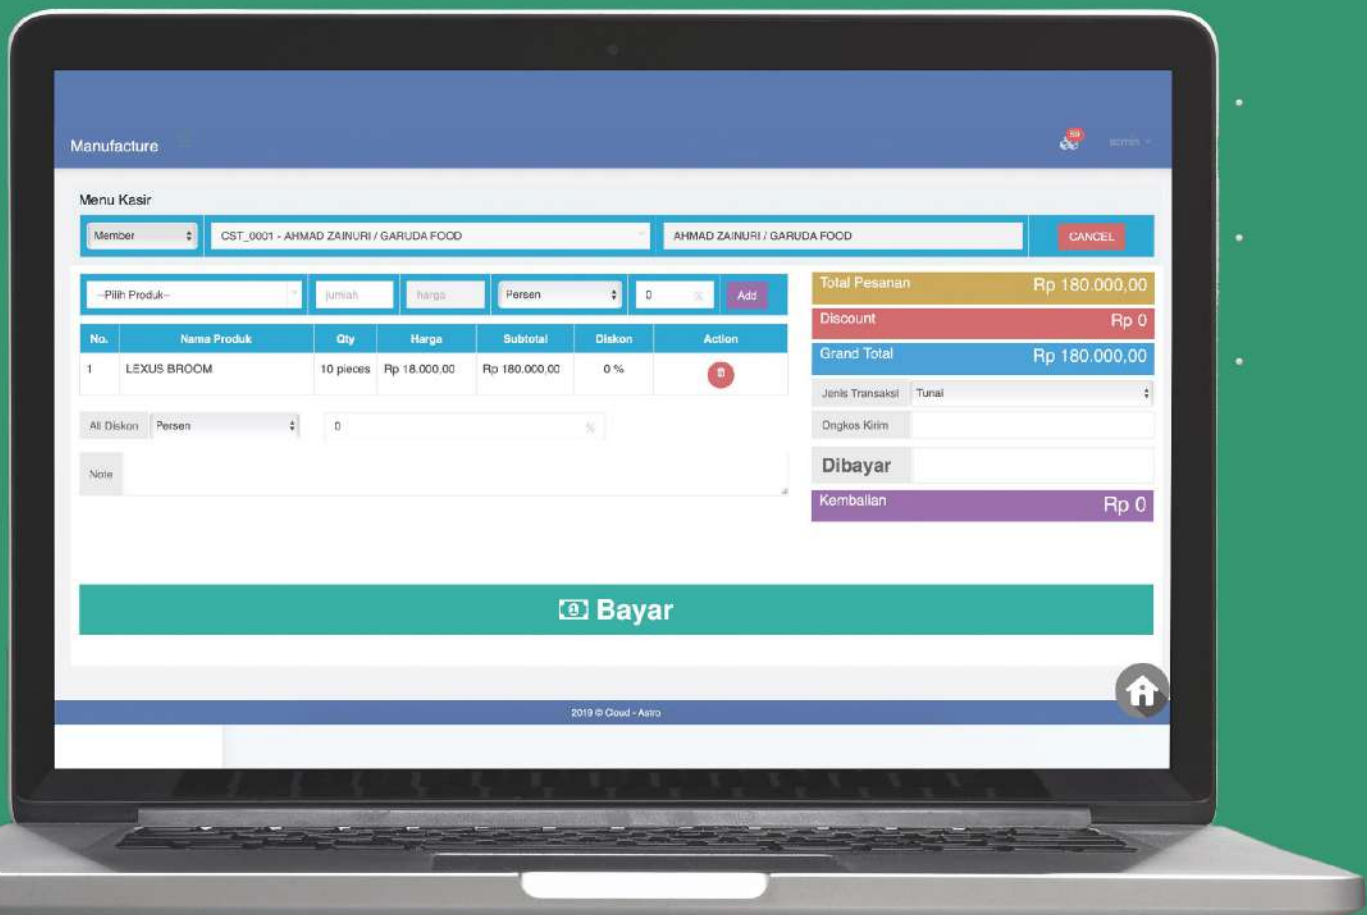 Manufacture
59
admin
Menu Kasir
Member
CST_0001 - AHMAD ZAINURI / GARUDA FOOD
AHMAD ZAINURI / GARUDA FOOD
CANCEL
--Pilih Produk--
jumlah
harga
Persen
0
%
Add
No. Nama Produk Qty Harga Subtotal Diskon Action
1 LEXUS BROOM 10 pieces Rp 18.000,00 Rp 180.000,00 0 %
All Diskon Persen 0 %
Note
Total Pesanan Rp 180.000,00
Discount Rp 0
Grand Total Rp 180.000,00
Jenis Transaksi Tunai
Ongkos Kirim
Dibayar
Kembalian Rp 0
Bayar
2019 © Cloud - Astro